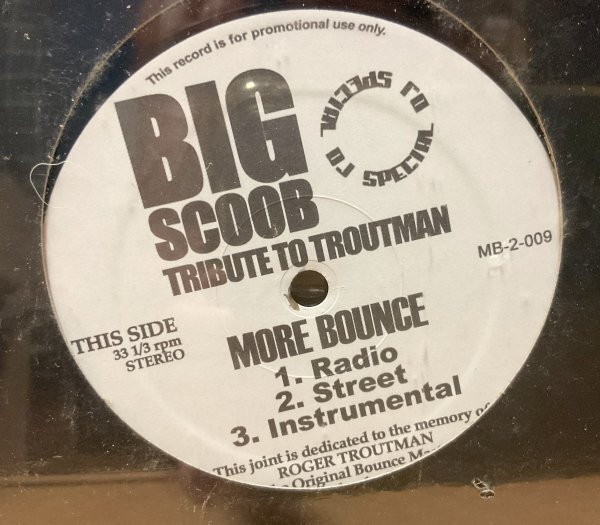 This record is for promotional use only.
BIG
SCOOB
TRIBUTE TO TROUTMAN
DJ SPECIAL
DJ SPECIAL
MB-2-009
THIS SIDE
33 1/3 rpm
STEREO
MORE BOUNCE
1. Radio
2. Street
3. Instrumental
This joint is dedicated to the memory of
ROGER TROUTMAN
Original Bounce